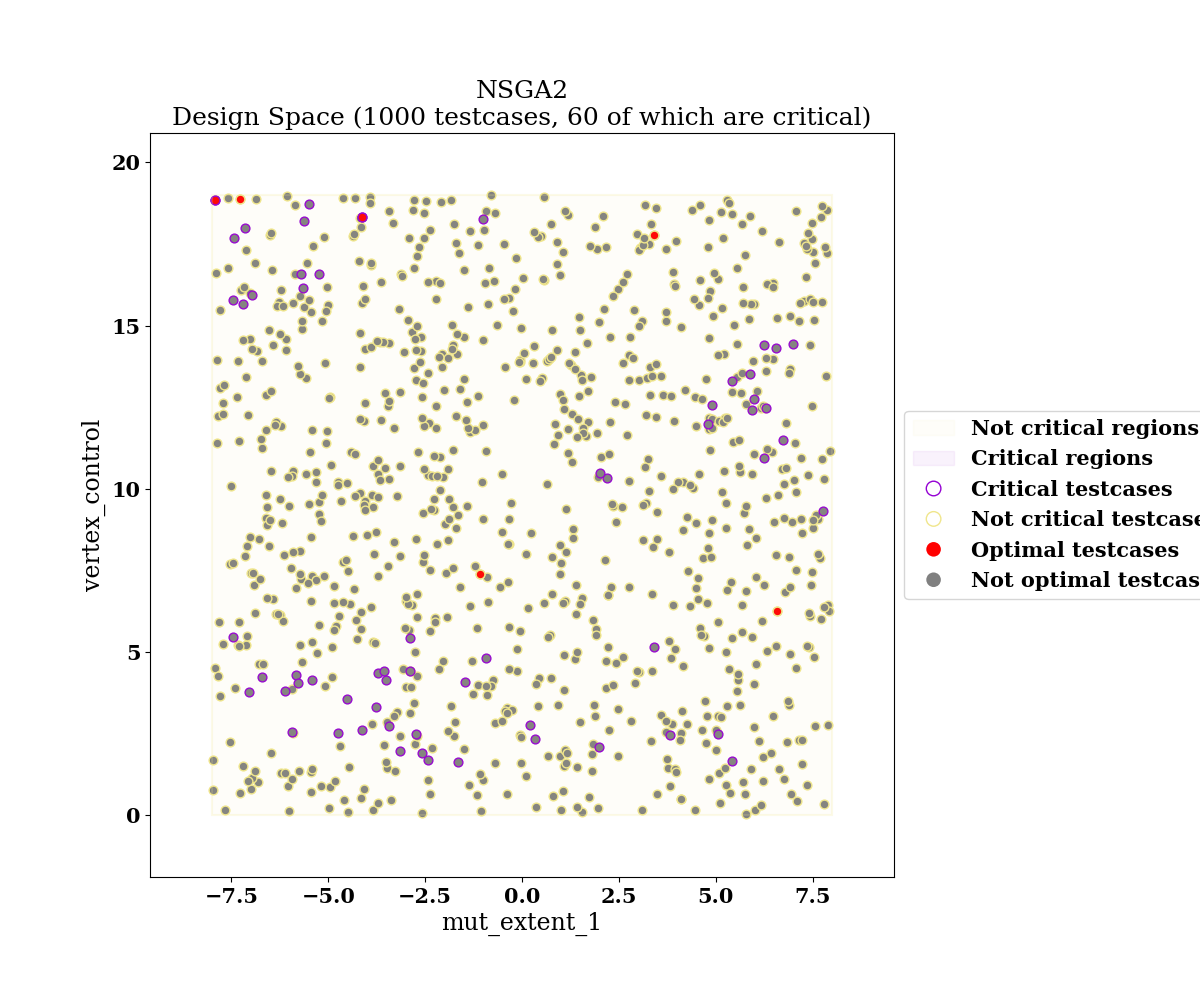 NSGA2
Design Space (1000 testcases, 60 of which are critical)
20
15
10
5
0
vertex_control
−7.5 −5.0 −2.5 0.0 2.5 5.0 7.5
mut_extent_1
Not critical regions
Critical regions
Critical testcases
Not critical testcase
Optimal testcases
Not optimal testcas